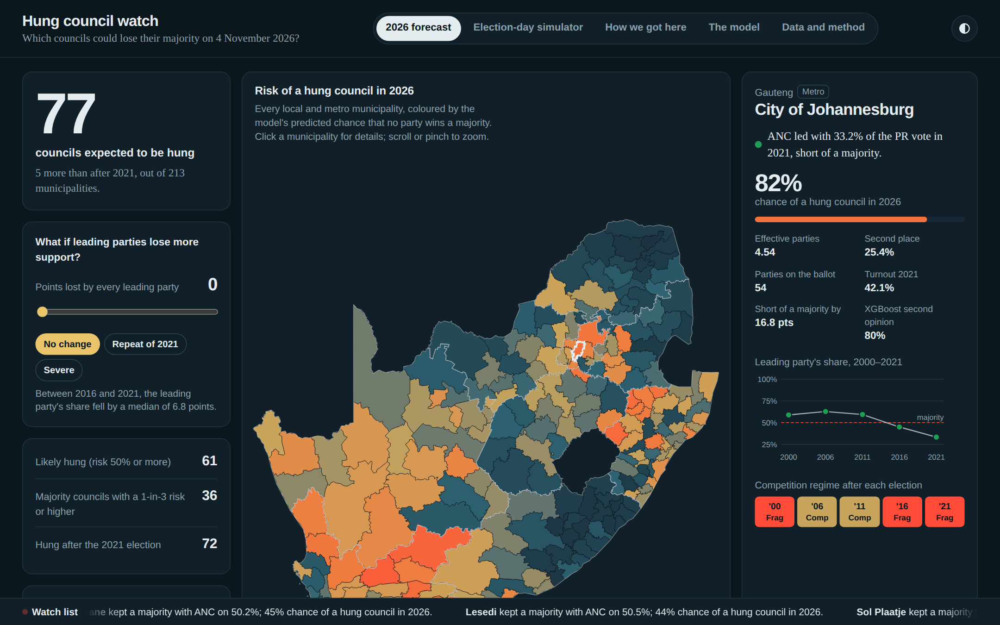 Hung council watch
Which councils could lose their majority on 4 November 2026?
2026 forecast
Election-day simulator
How we got here
The model
Data and method
77
councils expected to be hung
5 more than after 2021, out of 213
municipalities.
What if leading parties lose more
support?
Points lost by every leading party
0
No change
Repeat of 2021
Severe
Between 2016 and 2021, the leading
party's share fell by a median of 6.8 points.
Likely hung (risk 50% or more)
61
Majority councils with a 1-in-3 risk
or higher
36
Hung after the 2021 election
72
Risk of a hung council in 2026
Every local and metro municipality, coloured by the
model's predicted chance that no party wins a majority.
Click a municipality for details; scroll or pinch to zoom.
Gauteng
Metro
City of Johannesburg
ANC led with 33.2% of the PR vote in
2021, short of a majority.
82%
chance of a hung council in 2026
Effective parties
4.54
Second place
25.4%
Parties on the ballot
54
Turnout 2021
42.1%
Short of a majority by
16.8 pts
XGBoost second
opinion
80%
Leading party's share, 2000–2021
100%
75%
50%
25%
majority
2000
2006
2011
2016
2021
Competition regime after each election
'00
Frag
'06
Comp
'11
Comp
'16
Frag
'21
Frag
Watch list
ane kept a majority with ANC on 50.2%; 45% chance of a hung council in 2026.
Lesedi kept a majority with ANC on 50.5%; 44% chance of a hung council in 2026.
Sol Plaatje kept a majority